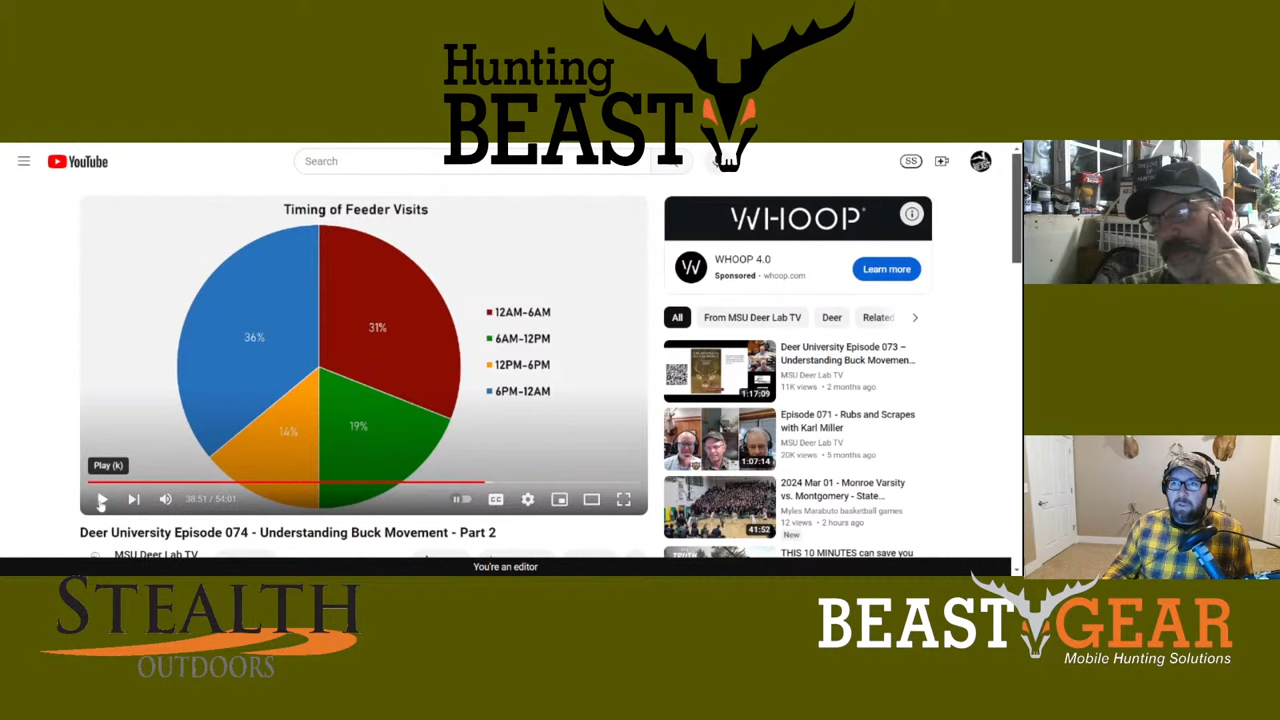 Hunting
BEAST
YouTube
Search
SS
Timing of Feeder Visits
36%
31%
14%
19%
12AM-6AM
6AM-12PM
12PM-6PM
6PM-12AM
Play (k)
38:51 / 54:01
CC
Deer University Episode 074 - Understanding Buck Movement - Part 2
MSU Deer Lab TV
WHOOP
WHOOP 4.0
Sponsored • whoop.com
Learn more
All
From MSU Deer Lab TV
Deer
Related
Deer University Episode 073 –
Understanding Buck Movemen...
MSU Deer Lab TV
11K views • 2 months ago
1:17:09
Episode 071 - Rubs and Scrapes
with Karl Miller
MSU Deer Lab TV
20K views • 5 months ago
1:07:14
2024 Mar 01 - Monroe Varsity
vs. Montgomery - State...
Myles Marabuto basketball games
12 views • 2 hours ago
New
41:52
THIS 10 MINUTES can save you
You're an editor
STEALTH
OUTDOORS
BEAST GEAR
Mobile Hunting Solutions